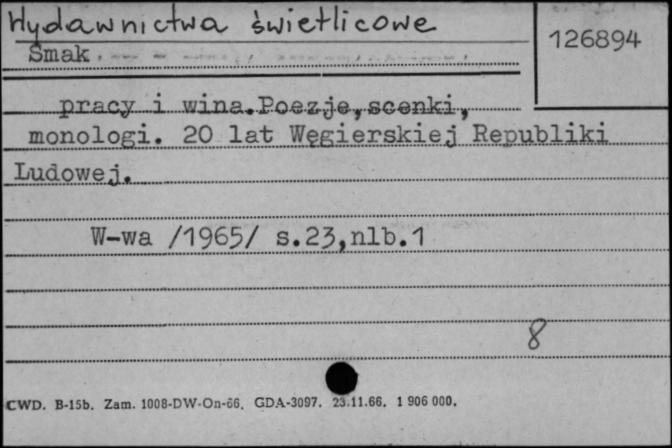 Wydawnictwa świetlicowe
126894
Smak
pracy i wina.Poezje,scenki,
monologi. 20 lat Węgierskiej Republiki
Ludowej.
W-wa /1965/ s.23,nlb.1
8
CWD. B-15b. Zam. 1008-DW-On-66. GDA-3097. 23.11.66. 1 906 000.